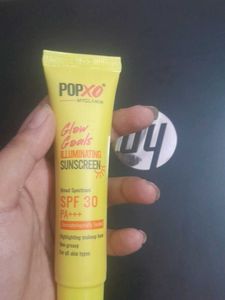 POPxo
BY MYGLAMM
Glow
Goals
ILLUMINATING
SUNSCREEN
Broad Spectrum
SPF 30
PA+++
Highlighting makeup base
Non-greasy
For all skin types